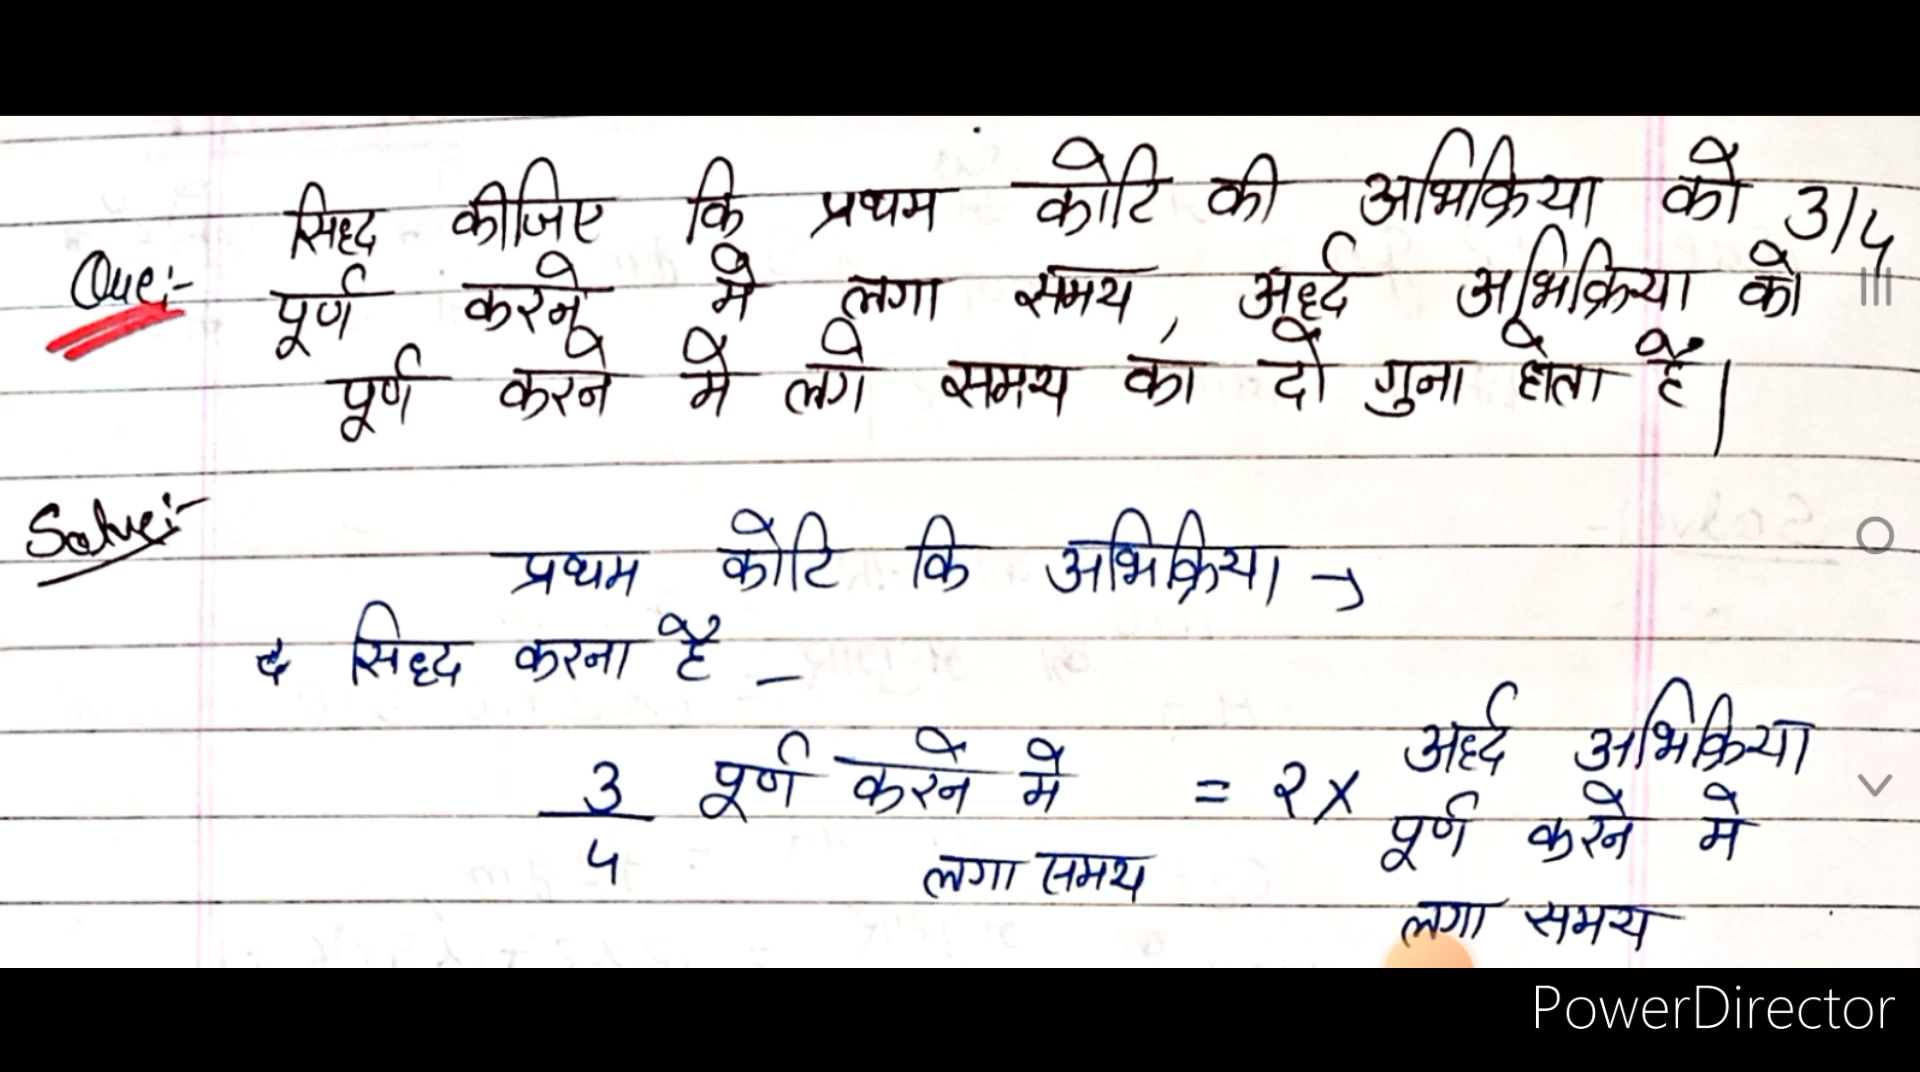 सिद्ध कीजिए कि प्रथम कोटि की अभिक्रिया को 3/4
Que:- पूर्ण करने मे लगा समय, अर्द्ध अभिक्रिया को
पूर्ण करने मे लगे समय का दो गुना होता है।
Solve:-
प्रथम कोटि कि अभिक्रिया →
सिद्ध करना है -
3/4 पूर्ण करने मे लगा समय = 2 × अर्द्ध अभिक्रिया
पूर्ण करने मे
लगा समय
PowerDirector